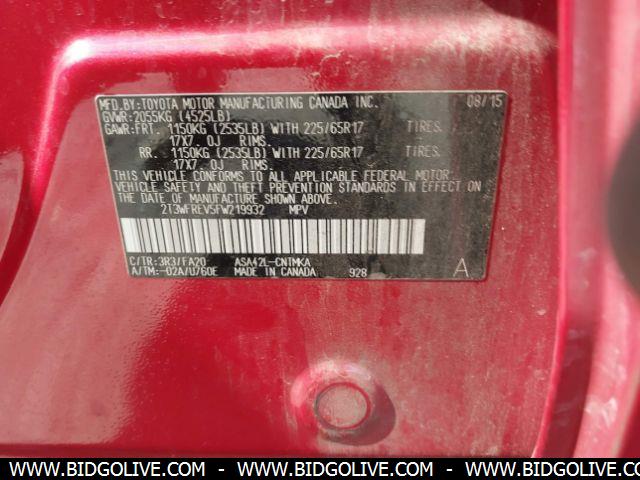 MFD.BY:TOYOTA MOTOR MANUFACTURING CANADA INC. 08/15
GVWR:2055KG (4525LB)
GAWR:FRT. 1150KG (2535LB) WITH 225/65R17 TIRES.
17X7. 0J RIMS
RR. 1150KG (2535LB) WITH 225/65R17 TIRES.
17X7. 0J RIMS
THIS VEHICLE CONFORMS TO ALL APPLICABLE FEDERAL MOTOR
VEHICLE SAFETY AND THEFT PREVENTION STANDARDS IN EFFECT ON
THE DATE OF MANUFACTURE SHOWN ABOVE.
2T3WFREV5FW219932 MPV
C/TR:3R3/FA20 ASA42L-CNTMKA
A/TM:-02A/U760E MADE IN CANADA 928 A
WWW.BIDGOLIVE.COM - WWW.BIDGOLIVE.COM - WWW.BIDGOLIVE.COM